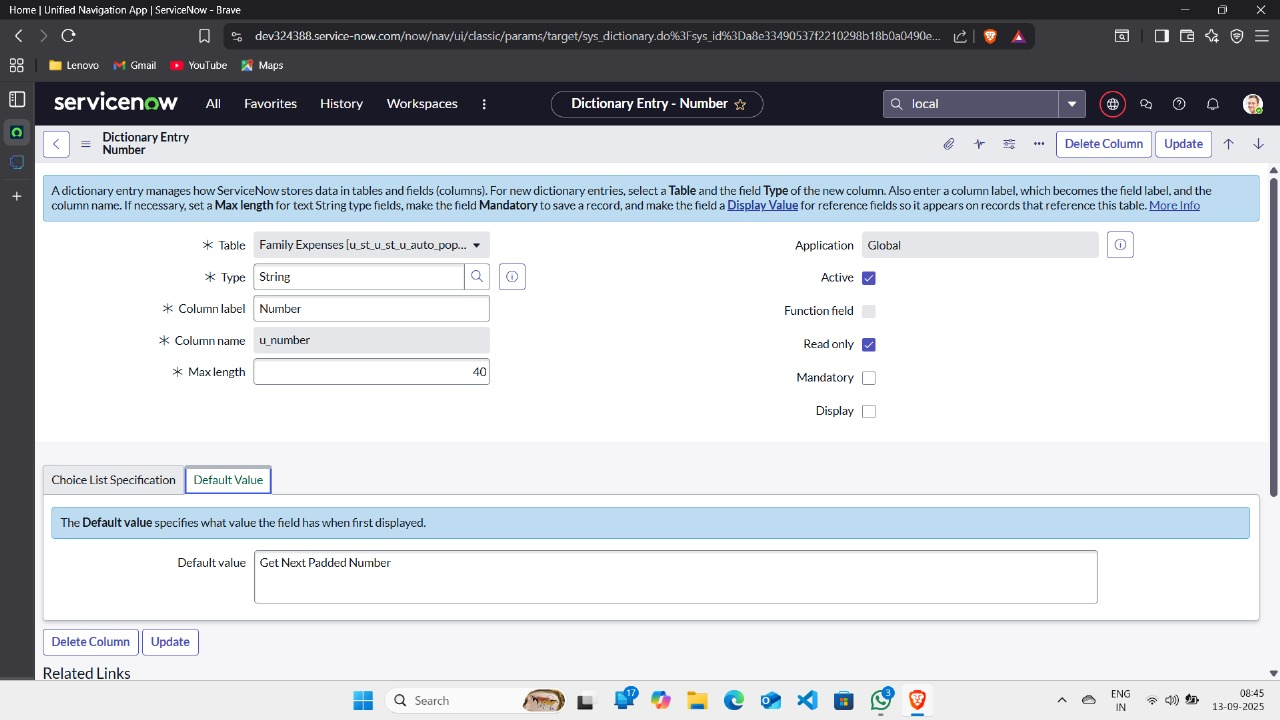 Home | Unified Navigation App | ServiceNow - Brave
dev324388.service-now.com/now/nav/ui/classic/params/target/sys_dictionary.do%3Fsys_id%3Da8e33490537f2210298b18b0a0490e...
Lenovo Gmail YouTube Maps
servicenow All Favorites History Workspaces Dictionary Entry - Number local
Dictionary Entry
Number
Delete Column Update
A dictionary entry manages how ServiceNow stores data in tables and fields (columns). For new dictionary entries, select a Table and the field Type of the new column. Also enter a column label, which becomes the field label, and the
column name. If necessary, set a Max length for text String type fields, make the field Mandatory to save a record, and make the field a Display Value for reference fields so it appears on records that reference this table. More Info
Table Family Expenses [u_st_u_st_u_auto_pop...
Type String
Column label Number
Column name u_number
Max length 40
Application Global
Active
Function field
Read only
Mandatory
Display
Choice List Specification Default Value
The Default value specifies what value the field has when first displayed.
Default value Get Next Padded Number
Delete Column Update
Related Links
Search
17
3
ENG
IN
08:45
13-09-2025